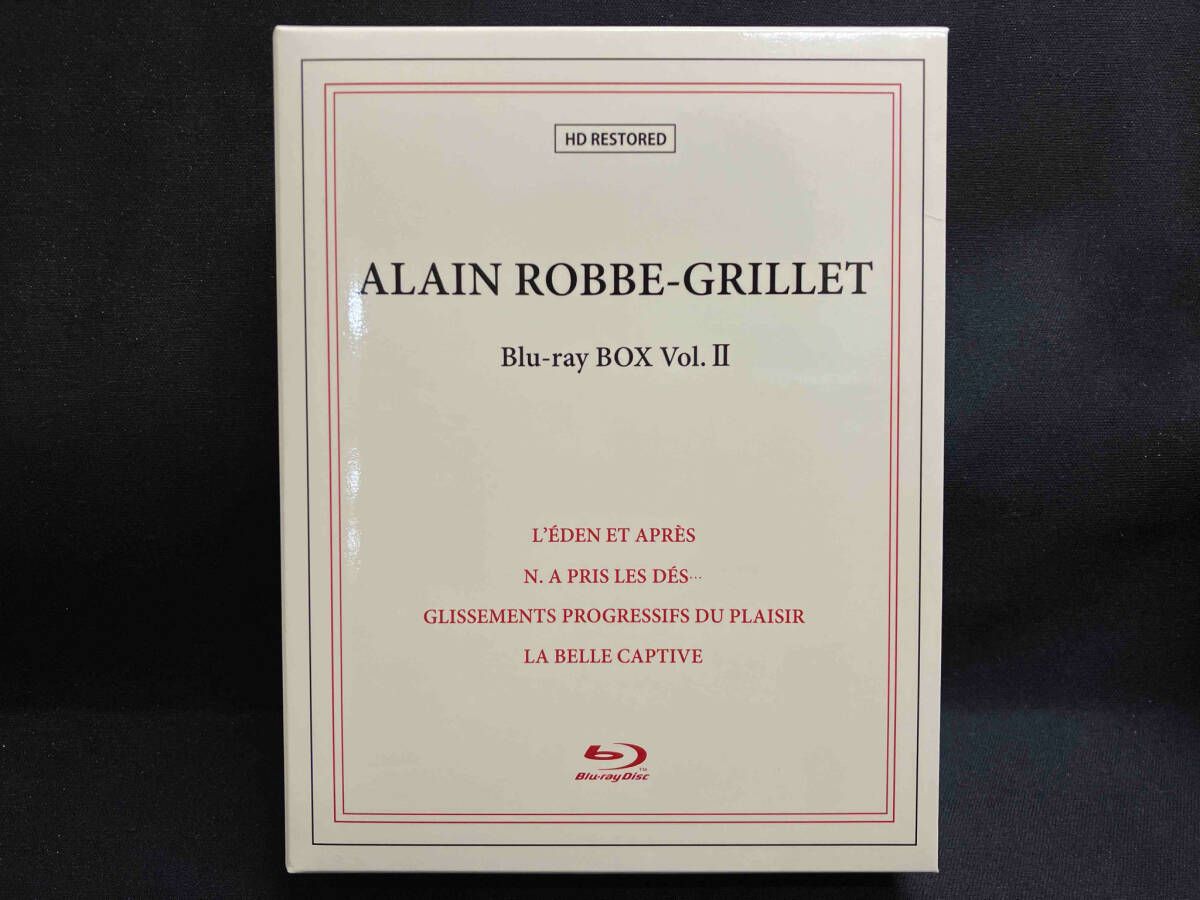 HD RESTORED
ALAIN ROBBE-GRILLET
Blu-ray BOX Vol. Ⅱ
L'ÉDEN ET APRÈS
N. A PRIS LES DÉS…
GLISSEMENTS PROGRESSIFS DU PLAISIR
LA BELLE CAPTIVE
Blu-ray Disc
TM